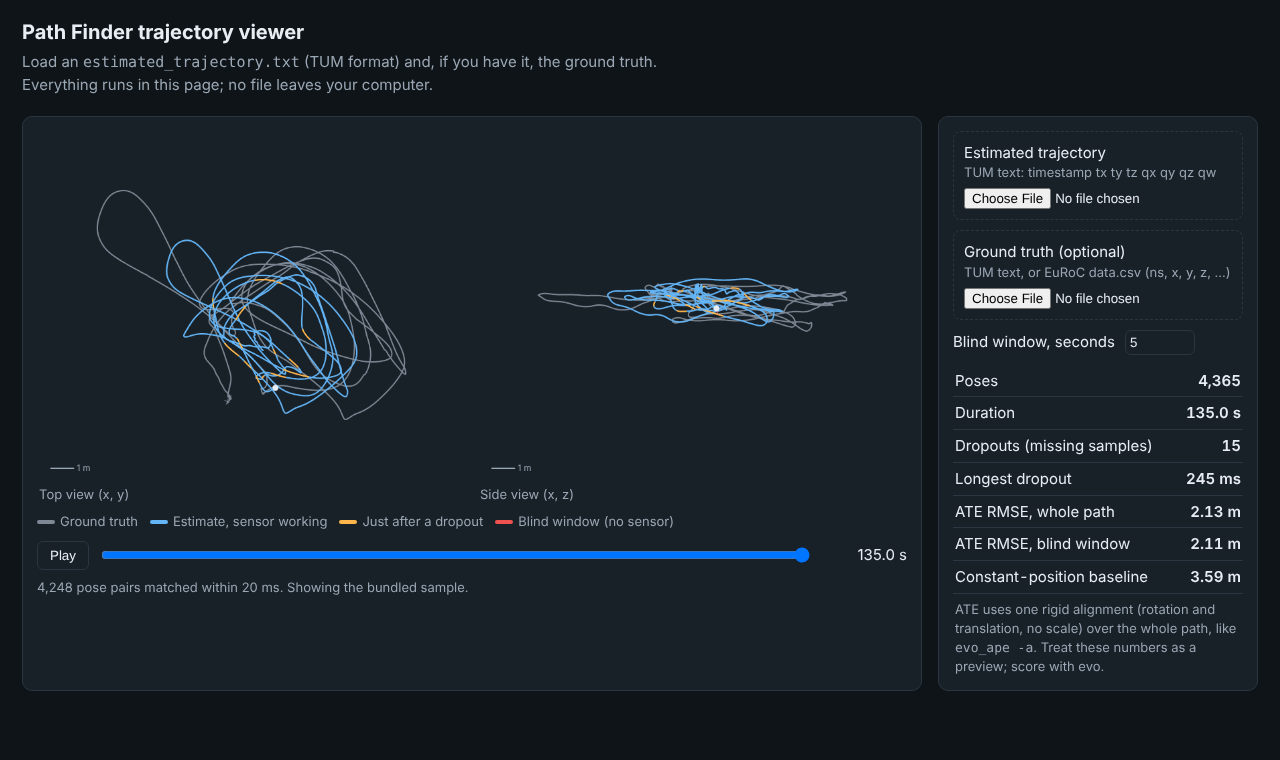 Path Finder trajectory viewer
Load an estimated_trajectory.txt (TUM format) and, if you have it, the ground truth.
Everything runs in this page; no file leaves your computer.
1 m
1 m
Top view (x, y)
Side view (x, z)
Ground truth
Estimate, sensor working
Just after a dropout
Blind window (no sensor)
Play
135.0 s
4,248 pose pairs matched within 20 ms. Showing the bundled sample.
Estimated trajectory
TUM text: timestamp tx ty tz qx qy qz qw
Choose File No file chosen
Ground truth (optional)
TUM text, or EuRoC data.csv (ns, x, y, z, ...)
Choose File No file chosen
Blind window, seconds 5
Poses 4,365
Duration 135.0 s
Dropouts (missing samples) 15
Longest dropout 245 ms
ATE RMSE, whole path 2.13 m
ATE RMSE, blind window 2.11 m
Constant-position baseline 3.59 m
ATE uses one rigid alignment (rotation and
translation, no scale) over the whole path, like
evo_ape -a. Treat these numbers as a
preview; score with evo.